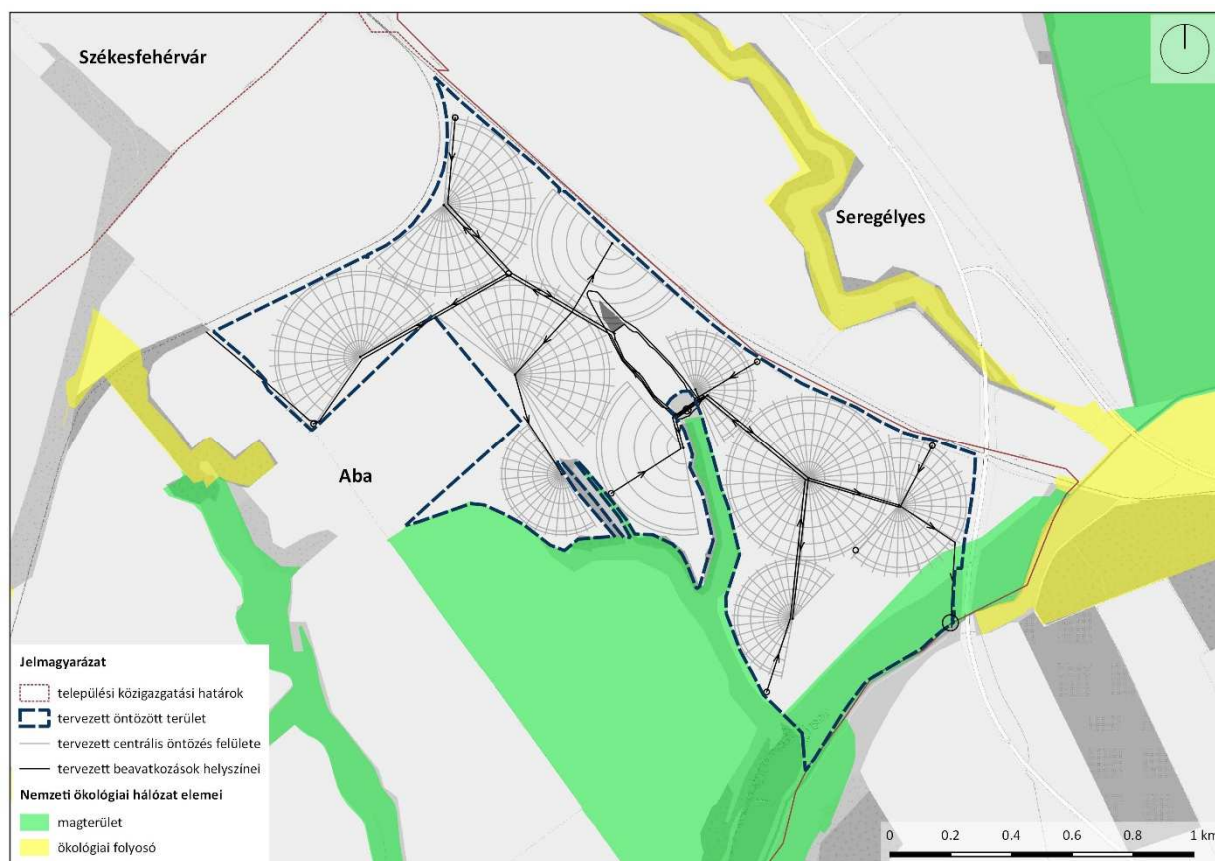 Székesfehérvár
Seregélyes
Aba
Jelmagyarázat
települési közigazgatási határok
tervezett öntözött terület
tervezett centrális öntözés felülete
tervezett beavatkozások helyszínei
Nemzeti ökológiai hálózat elemei
magterület
ökológiai folyosó
0 0.2 0.4 0.6 0.8 1 km